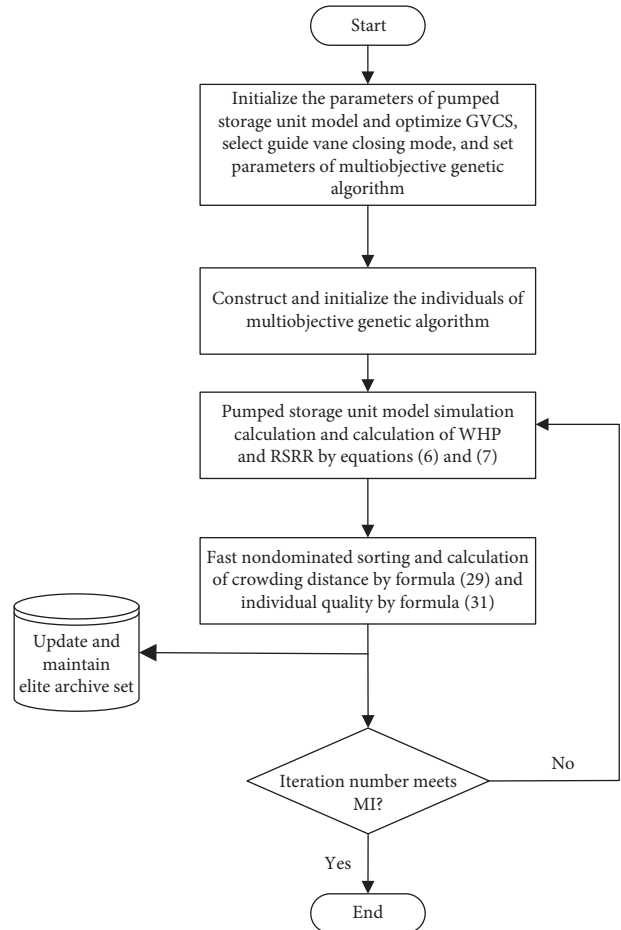 Start
Initialize the parameters of pumped
storage unit model and optimize GVCS,
select guide vane closing mode, and set
parameters of multiobjective genetic
algorithm
Construct and initialize the individuals of
multiobjective genetic algorithm
Pumped storage unit model simulation
calculation and calculation of WHP
and RSRR by equations (6) and (7)
Fast nondominated sorting and calculation
of crowding distance by formula (29) and
individual quality by formula (31)
Update and
maintain
elite archive set
Iteration number meets
MI?
No
Yes
End